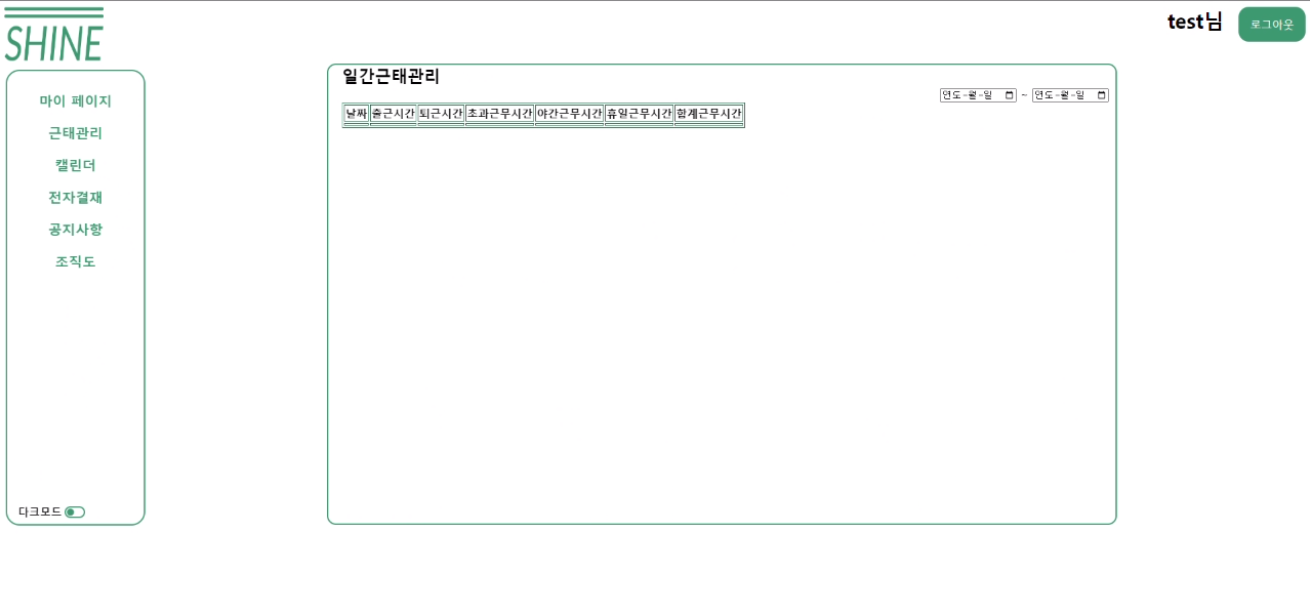 SHINE
test님
로그아웃
마이 페이지
근태관리
캘린더
전자결재
공지사항
조직도
다크모드
일간근태관리
연도-월-일 ~ 연도-월-일
날짜 출근시간 퇴근시간 초과근무시간 야간근무시간 휴일근무시간 합계근무시간